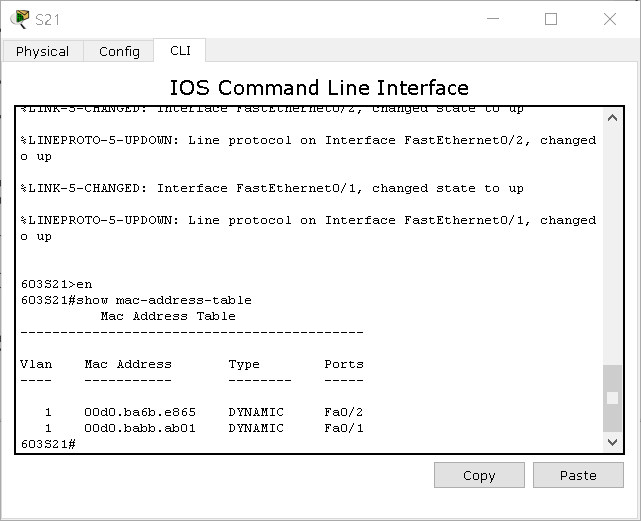 S21
Physical Config CLI
IOS Command Line Interface
%LINK-5-CHANGED: Interface FastEthernet0/2, changed state to up
%LINEPROTO-5-UPDOWN: Line protocol on Interface FastEthernet0/2, changed
o up
%LINK-5-CHANGED: Interface FastEthernet0/1, changed state to up
%LINEPROTO-5-UPDOWN: Line protocol on Interface FastEthernet0/1, changed
o up
603S21>en
603S21#show mac-address-table
Mac Address Table
-------------------------------------------
Vlan Mac Address Type Ports
---- ----------- -------- -----
1 00d0.ba6b.e865 DYNAMIC Fa0/2
1 00d0.babb.ab01 DYNAMIC Fa0/1
603S21#
Copy Paste